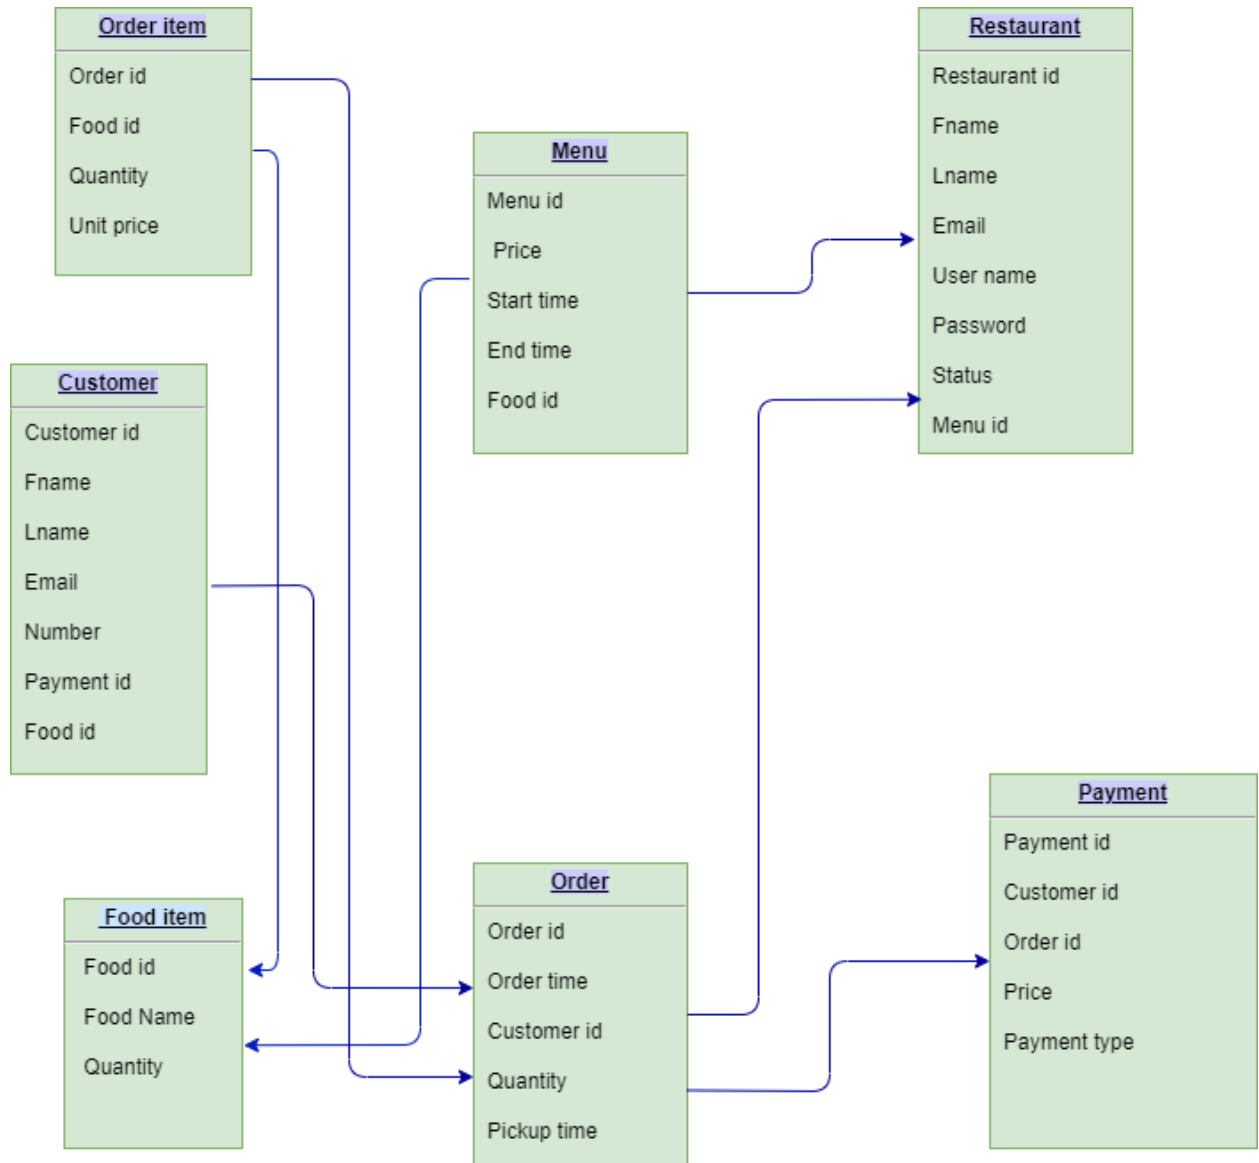 Order item
Order id
Food id
Quantity
Unit price
Customer
Customer id
Fname
Lname
Email
Number
Payment id
Food id
Food item
Food id
Food Name
Quantity
Menu
Menu id
Price
Start time
End time
Food id
Order
Order id
Order time
Customer id
Quantity
Pickup time
Restaurant
Restaurant id
Fname
Lname
Email
User name
Password
Status
Menu id
Payment
Payment id
Customer id
Order id
Price
Payment type